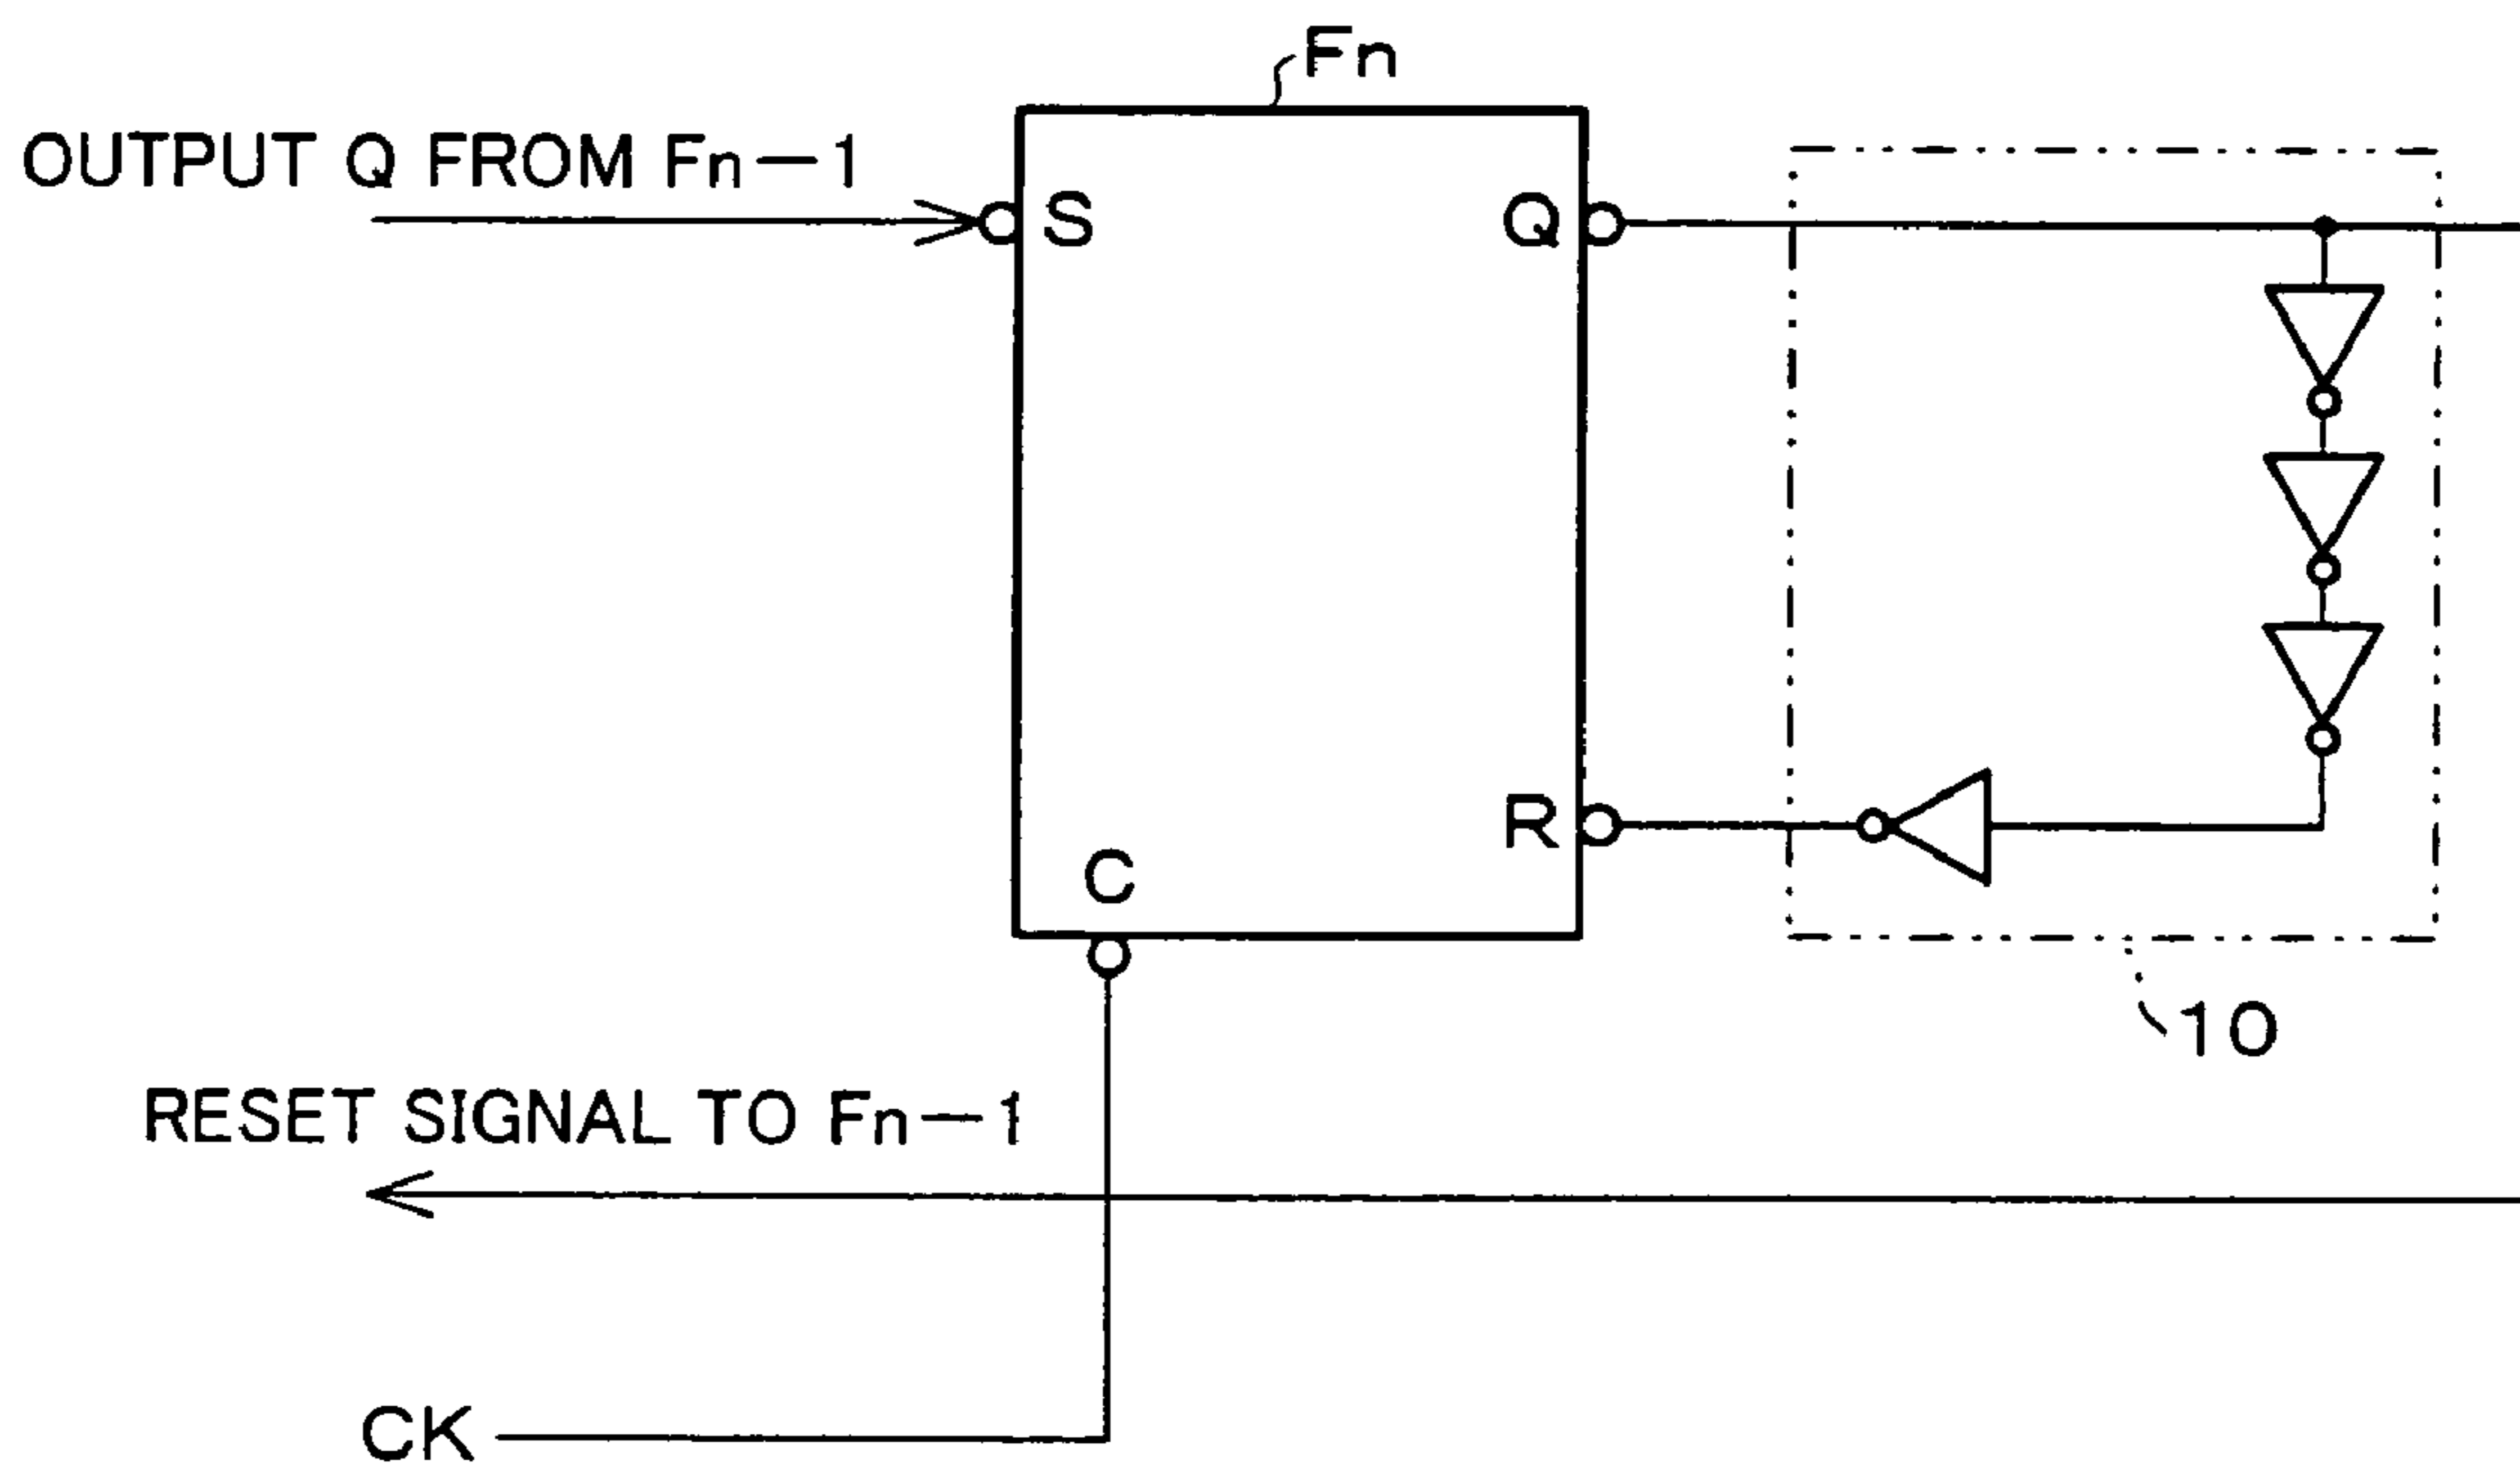 Fn
OUTPUT Q FROM Fn—1
S
Q
R
C
10
RESET SIGNAL TO Fn—1
CK